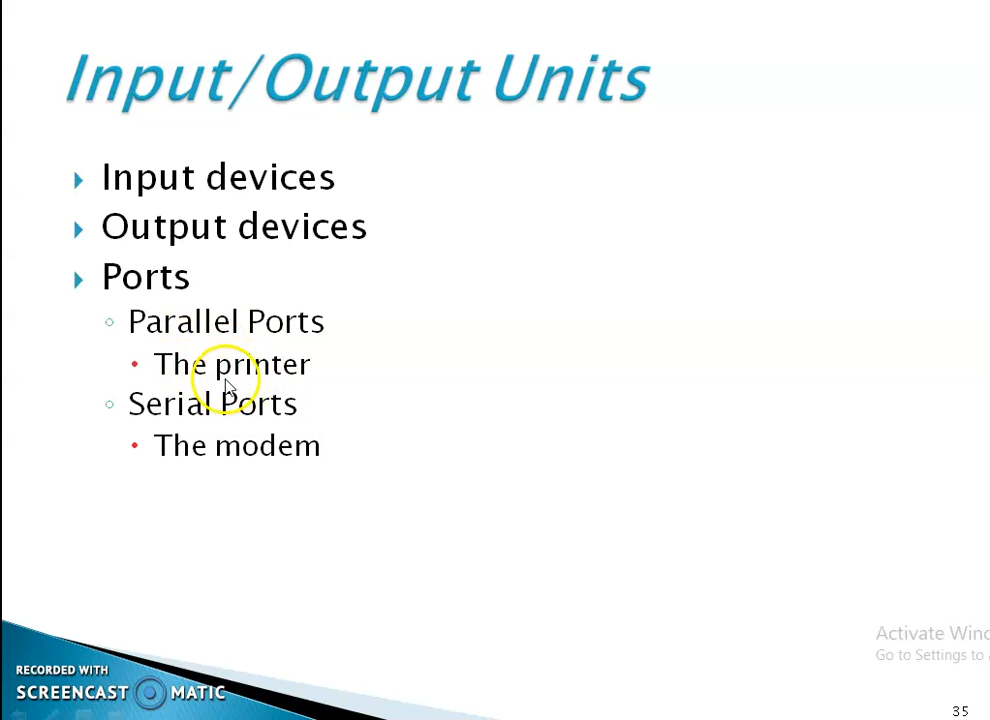 Input/Output Units
Input devices
Output devices
Ports
Parallel Ports
The printer
Serial Ports
The modem
Activate Wind
Go to Settings to
RECORDED WITH
SCREENCAST MATIC
35